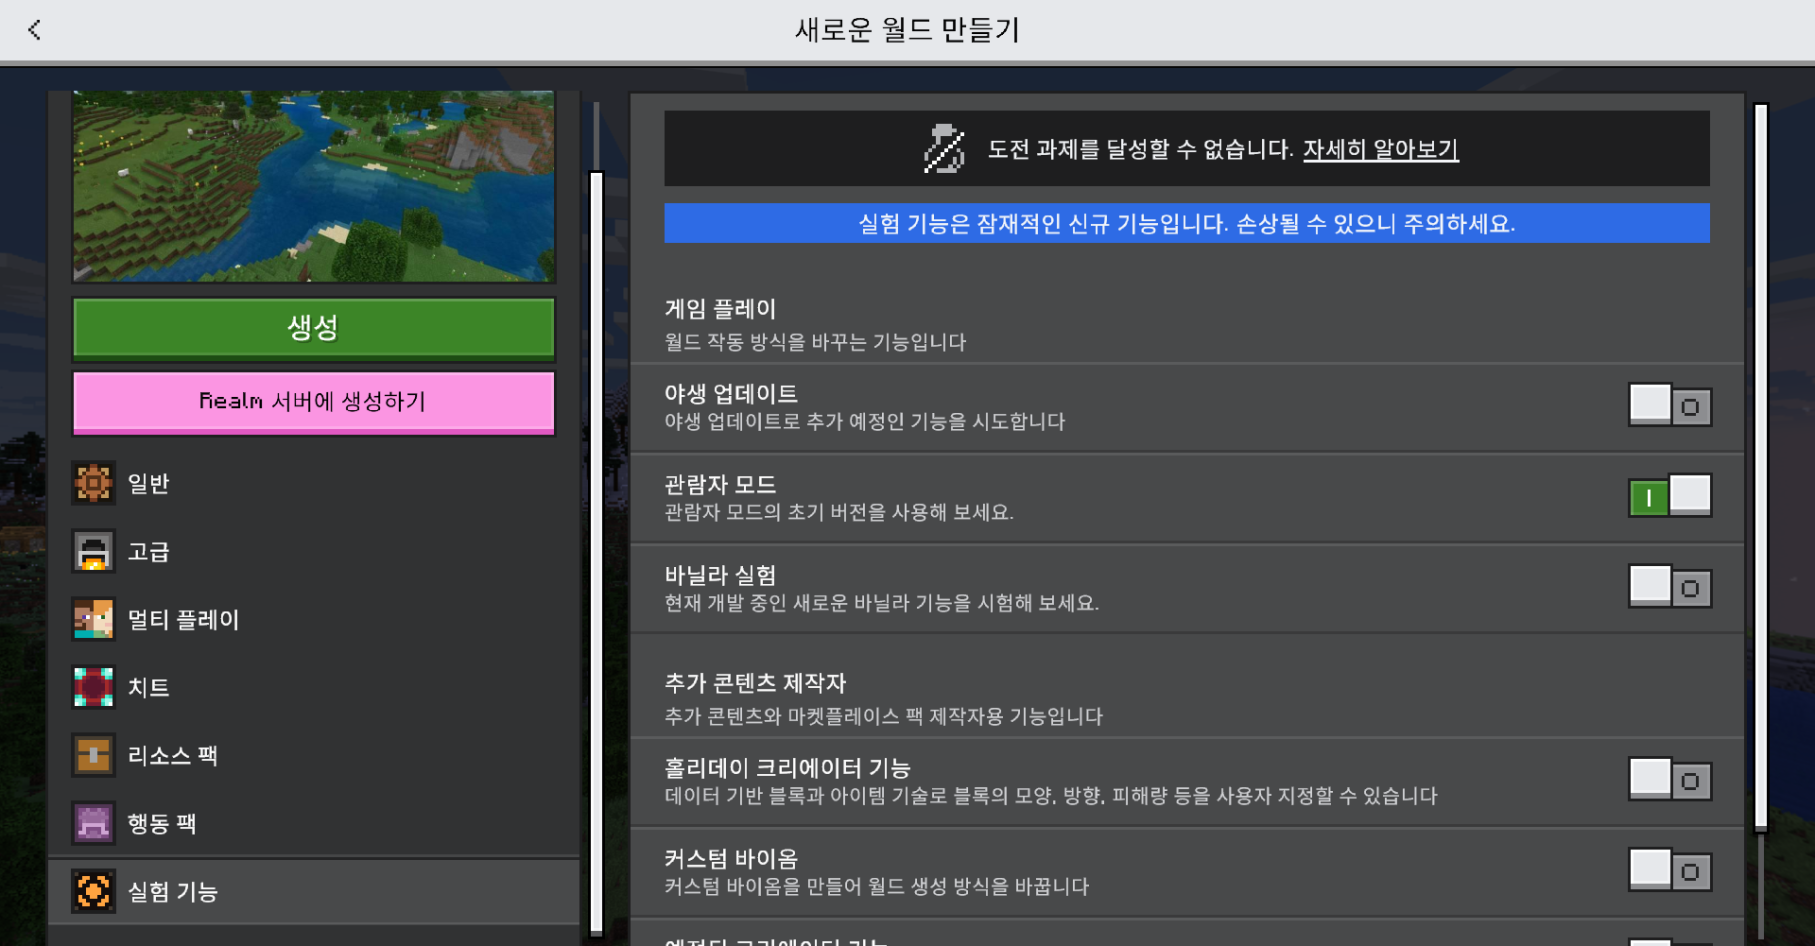 새로운 월드 만들기
생성
Realm 서버에 생성하기
일반
고급
멀티 플레이
치트
리소스 팩
행동 팩
실험 기능
도전 과제를 달성할 수 없습니다. 자세히 알아보기
실험 기능은 잠재적인 신규 기능입니다. 손상될 수 있으니 주의하세요.
게임 플레이
월드 작동 방식을 바꾸는 기능입니다
야생 업데이트
야생 업데이트로 추가 예정인 기능을 시도합니다
관람자 모드
관람자 모드의 초기 버전을 사용해 보세요.
바닐라 실험
현재 개발 중인 새로운 바닐라 기능을 시험해 보세요.
추가 콘텐츠 제작자
추가 콘텐츠와 마켓플레이스 팩 제작자용 기능입니다
홀리데이 크리에이터 기능
데이터 기반 블록과 아이템 기술로 블록의 모양, 방향, 피해량 등을 사용자 지정할 수 있습니다
커스텀 바이옴
커스텀 바이옴을 만들어 월드 생성 방식을 바꿉니다